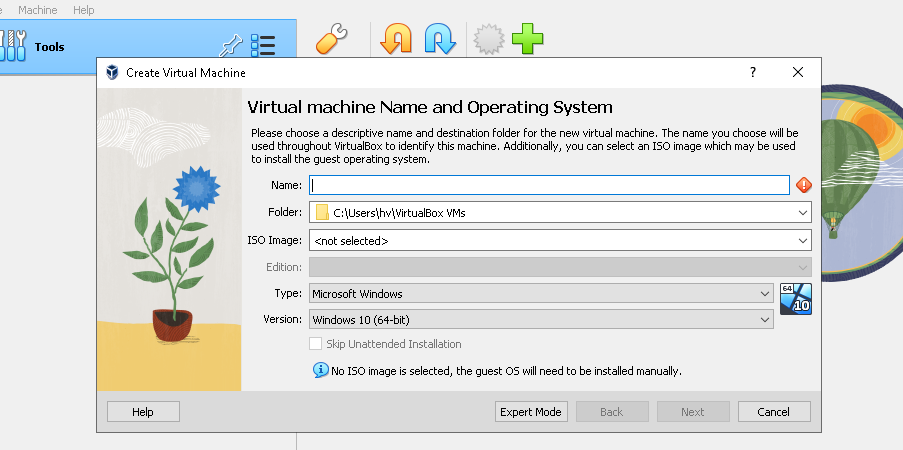 Machine Help
Tools
Create Virtual Machine ?
Virtual machine Name and Operating System
Please choose a descriptive name and destination folder for the new virtual machine. The name you choose will be
used throughout VirtualBox to identify this machine. Additionally, you can select an ISO image which may be used
to install the guest operating system.
Name:
Folder: C:\Users\hv\VirtualBox VMs
ISO Image: <not selected>
Edition:
Type: Microsoft Windows
64
10
Version: Windows 10 (64-bit)
Skip Unattended Installation
No ISO image is selected, the guest OS will need to be installed manually.
Help Expert Mode Back Next Cancel